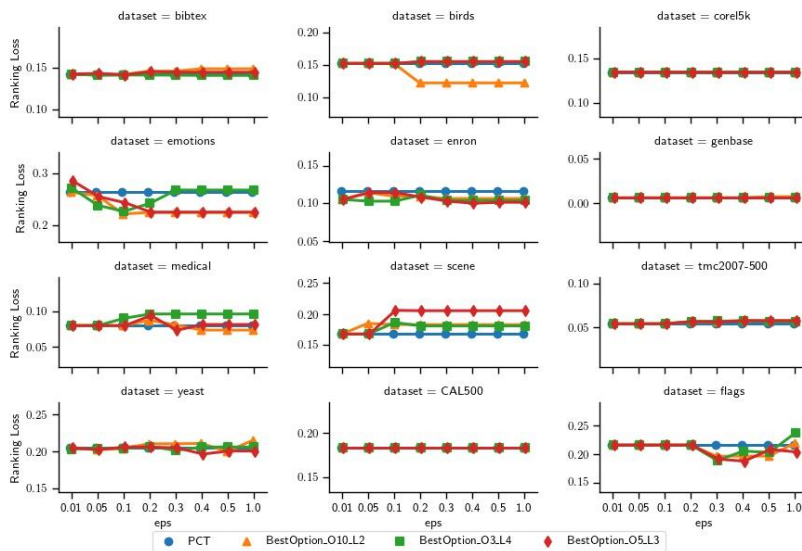 dataset = bibtex
dataset = birds
dataset = corel5k
Ranking Loss
0.15
0.10
0.20
0.15
0.10
0.15
0.10
dataset = emotions
dataset = enron
dataset = genbase
Ranking Loss
0.3
0.2
0.15
0.10
0.05
0.05
0.00
dataset = medical
dataset = scene
dataset = tmc2007-500
Ranking Loss
0.10
0.05
0.25
0.20
0.15
0.10
0.05
dataset = yeast
dataset = CAL500
dataset = flags
Ranking Loss
0.25
0.20
0.15
0.20
0.15
0.25
0.20
0.15
0.01 0.05 0.1 0.2 0.3 0.4 0.5 1.0
0.01 0.05 0.1 0.2 0.3 0.4 0.5 1.0
0.01 0.05 0.1 0.2 0.3 0.4 0.5 1.0
eps
eps
eps
PCT BestOption_O10_L2 BestOption_O3_L4 BestOption_O5_L3